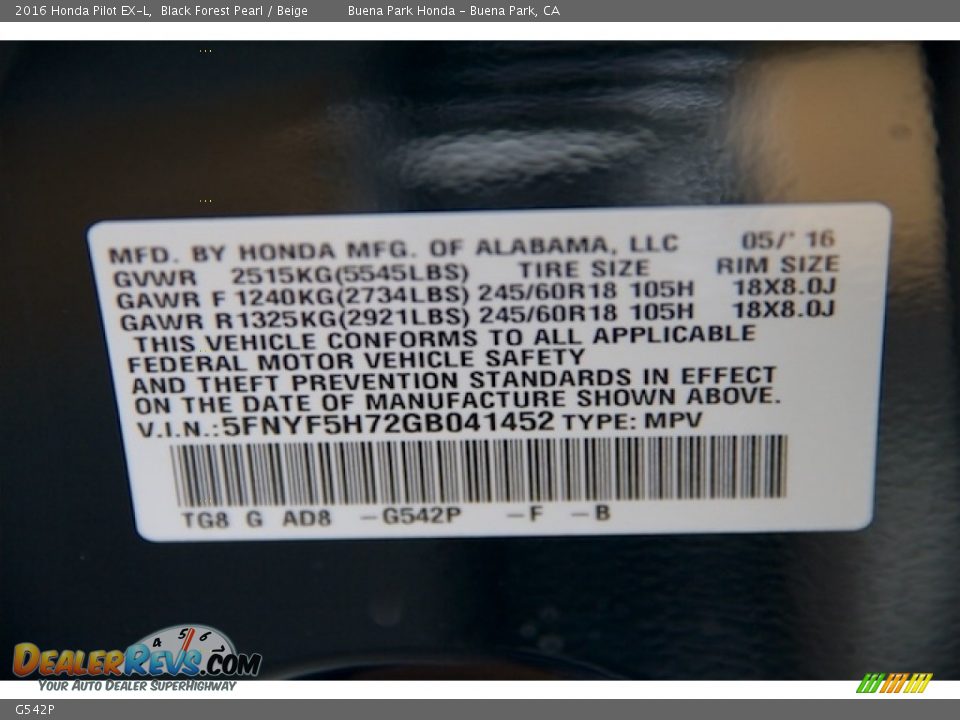 2016 Honda Pilot EX-L, Black Forest Pearl / Beige Buena Park Honda - Buena Park, CA
MFD. BY HONDA MFG. OF ALABAMA, LLC 05/' 16
GVWR 2515KG(5545LBS) TIRE SIZE RIM SIZE
GAWR F 1240KG(2734LBS) 245/60R18 105H 18X8.0J
GAWR R 1325KG(2921LBS) 245/60R18 105H 18X8.0J
THIS VEHICLE CONFORMS TO ALL APPLICABLE
FEDERAL MOTOR VEHICLE SAFETY
AND THEFT PREVENTION STANDARDS IN EFFECT
ON THE DATE OF MANUFACTURE SHOWN ABOVE.
V.I.N.:5FNYF5H72GB041452 TYPE: MPV
TG8 G AD8 -G542P -F -B
4 5 6
DEALERREVS.COM
YOUR AUTO DEALER SUPERHIGHWAY
G542P